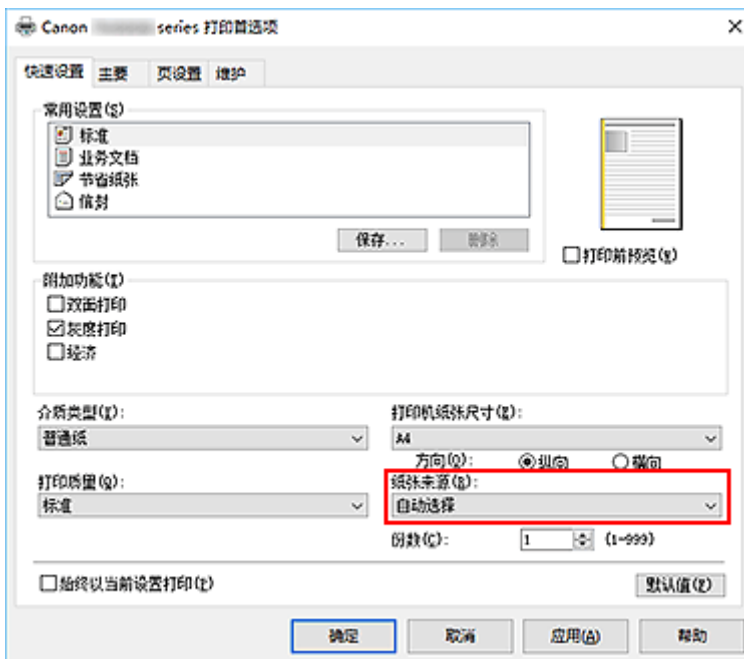 Canon series 打印首选项
快速设置 主要 页设置 维护
常用设置(S)
标准
业务文档
节省纸张
信封
保存... 删除
打印前预览(W)
附加功能(I)
双面打印
灰度打印
经济
介质类型(Y): 打印机纸张尺寸(E):
普通纸 A4
方向(O): 纵向 横向
打印质量(Q): 纸张来源(R):
标准 自动选择
份数(C): 1 (1-999)
始终以当前设置打印(P) 默认值(F)
确定 取消 应用(A) 帮助